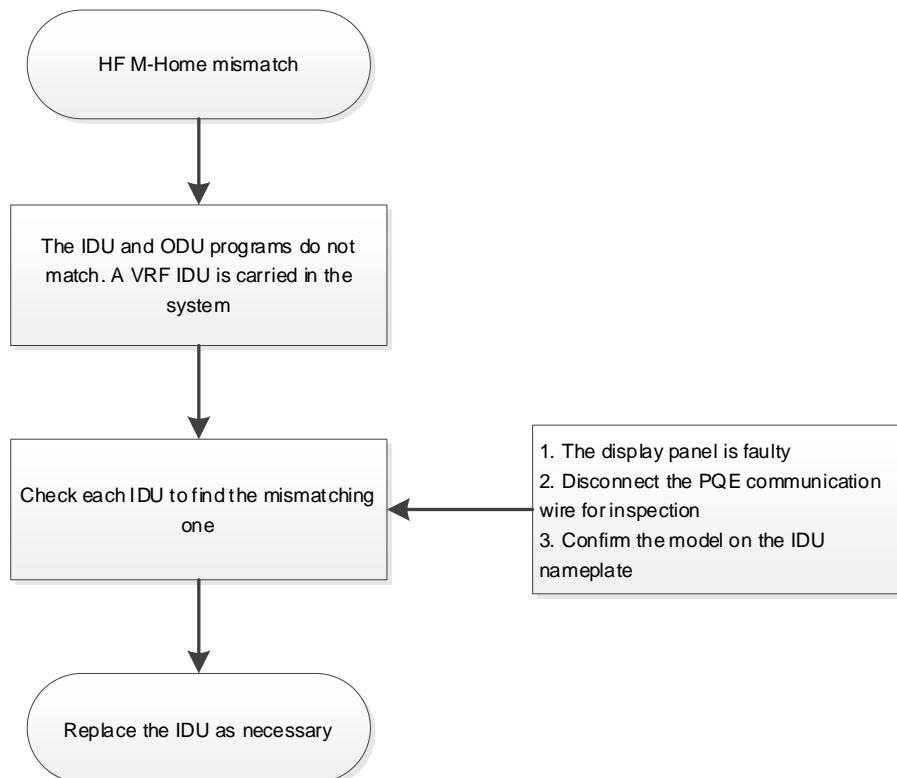 HF M-Home mismatch
The IDU and ODU programs do not
match. A VRF IDU is carried in the
system
Check each IDU to find the mismatching
one
1. The display panel is faulty
2. Disconnect the PQE communication
wire for inspection
3. Confirm the model on the IDU
nameplate
Replace the IDU as necessary